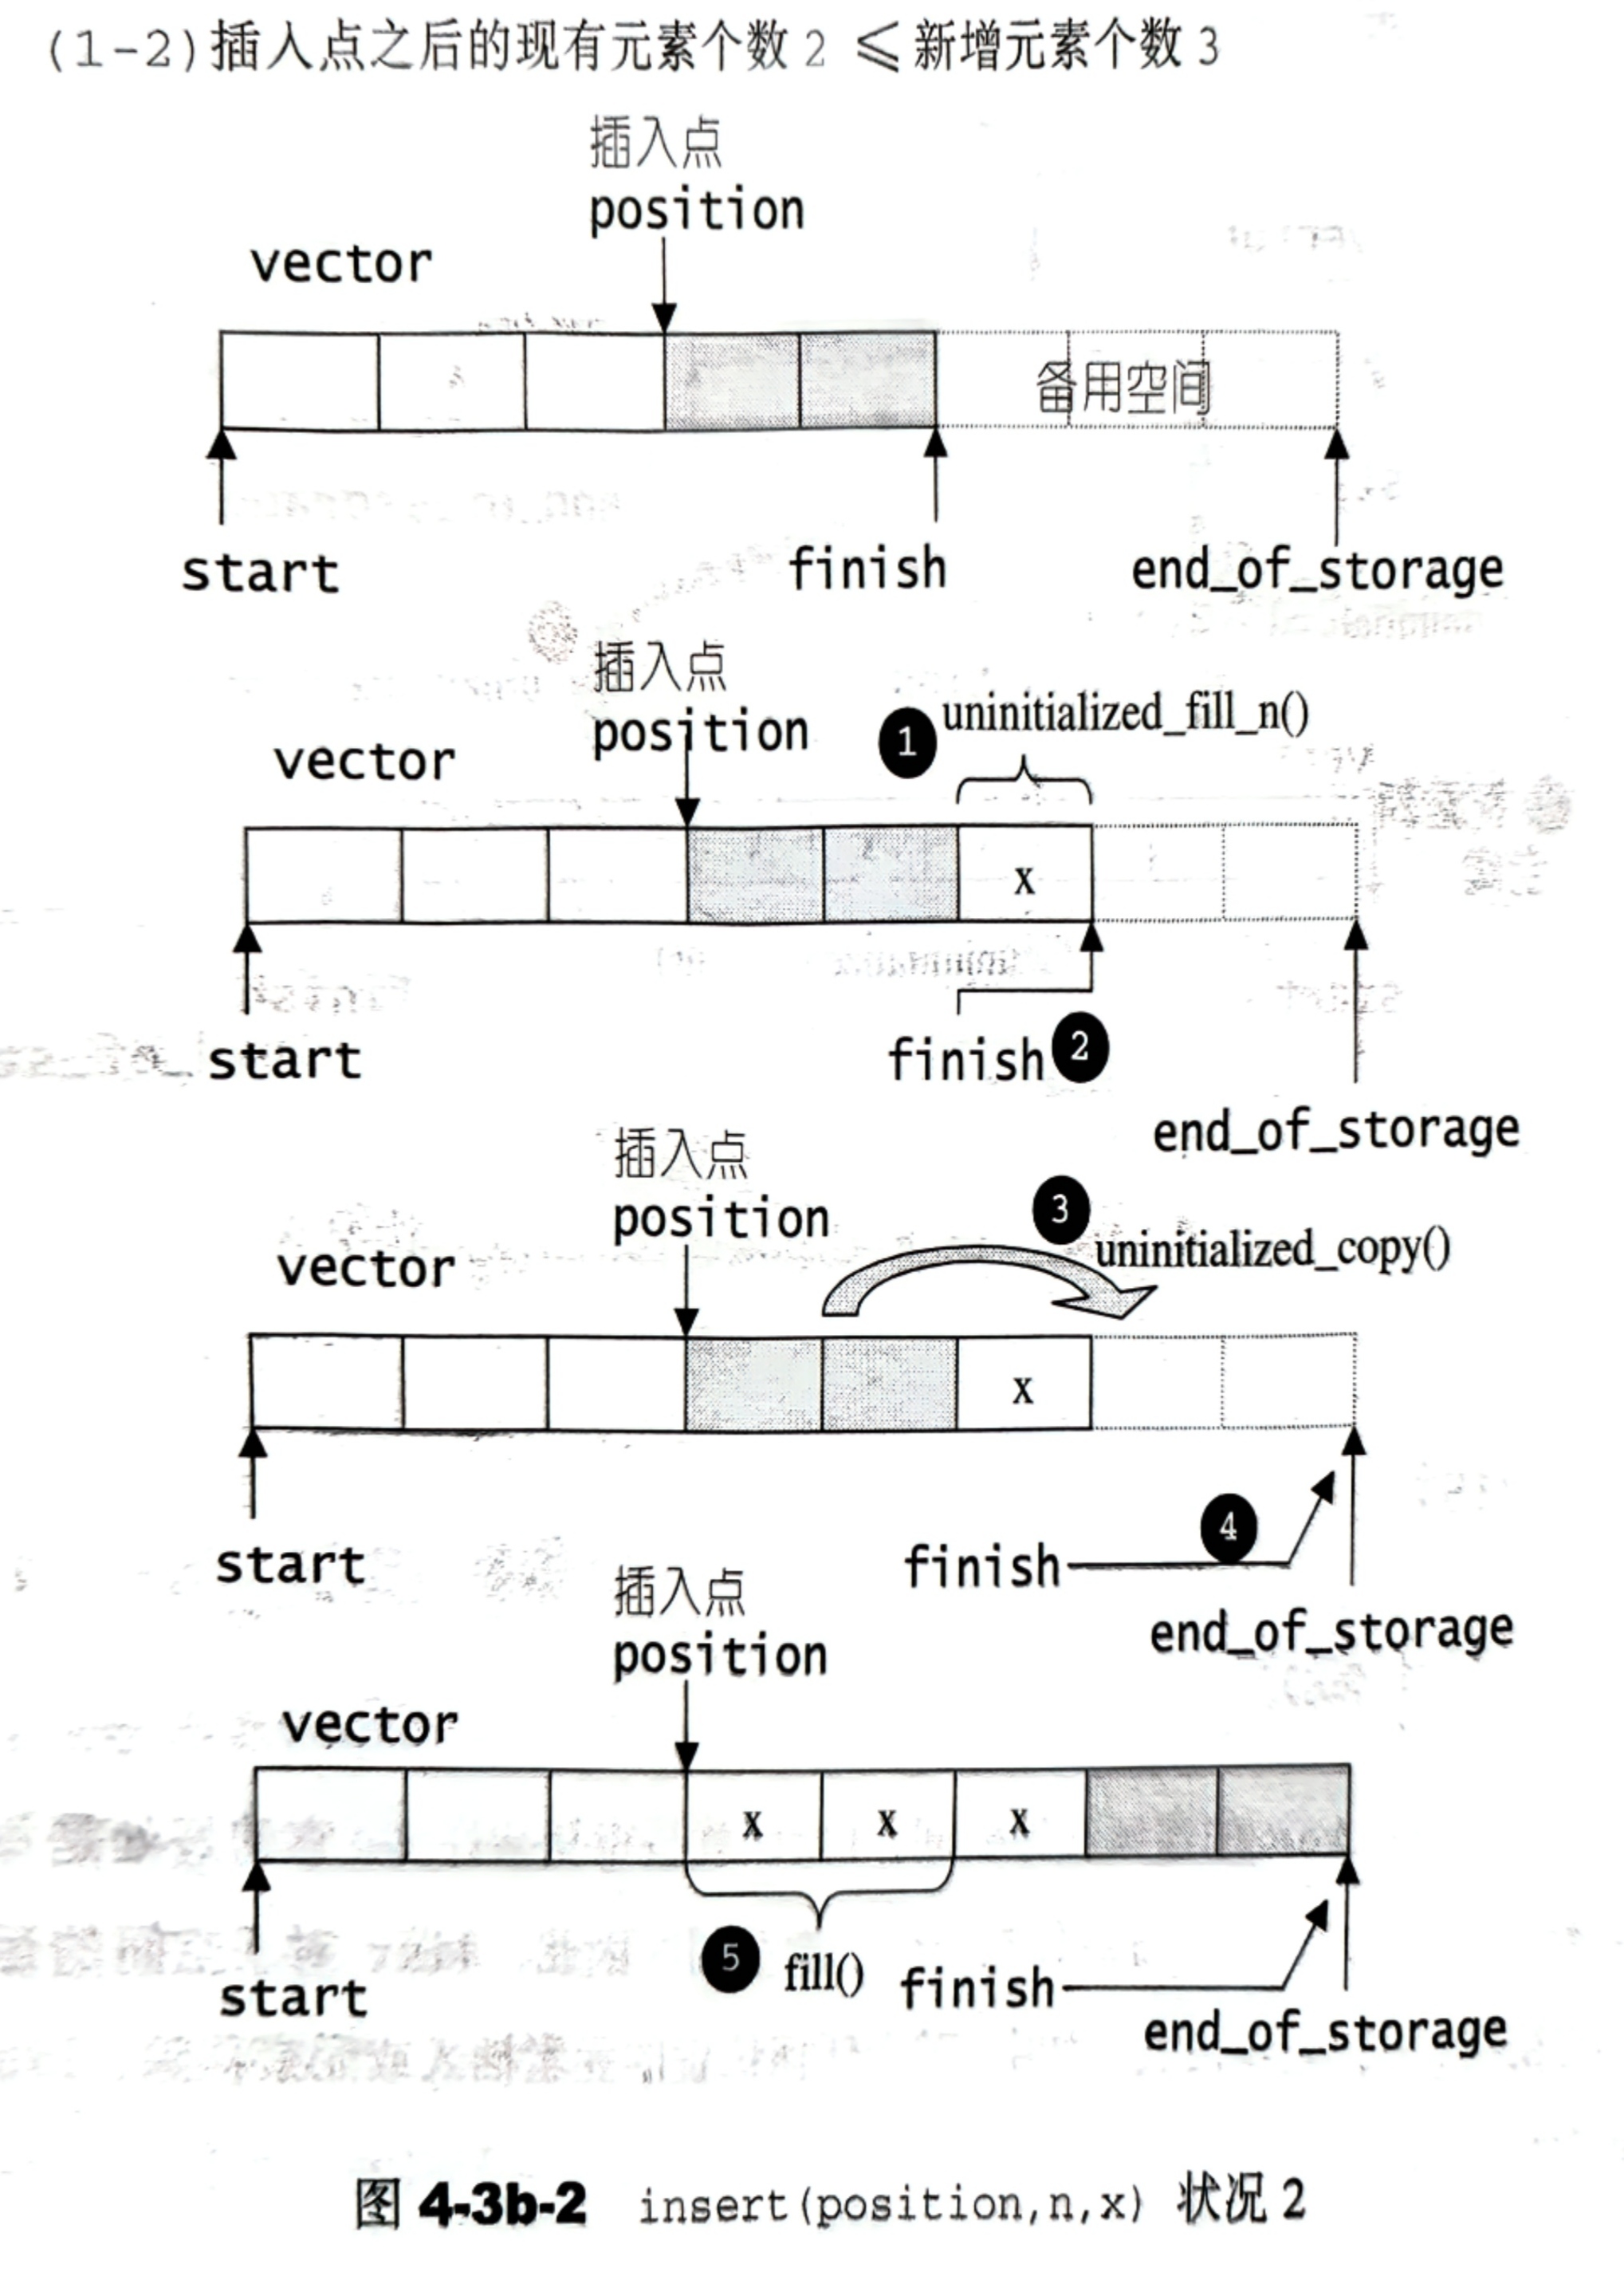 (1-2)插入点之后的现有元素个数 2 ≤ 新增元素个数 3
插入点
position
vector
备用空间
start
finish
end_of_storage
插入点
position
1 uninitialized_fill_n()
vector
x
start
finish 2
end_of_storage
插入点
position
3
uninitialized_copy()
vector
x
4
start
finish
end_of_storage
插入点
position
vector
x x x
start
5 fill()
finish
end_of_storage
图 4-3b-2 insert(position,n,x) 状况 2